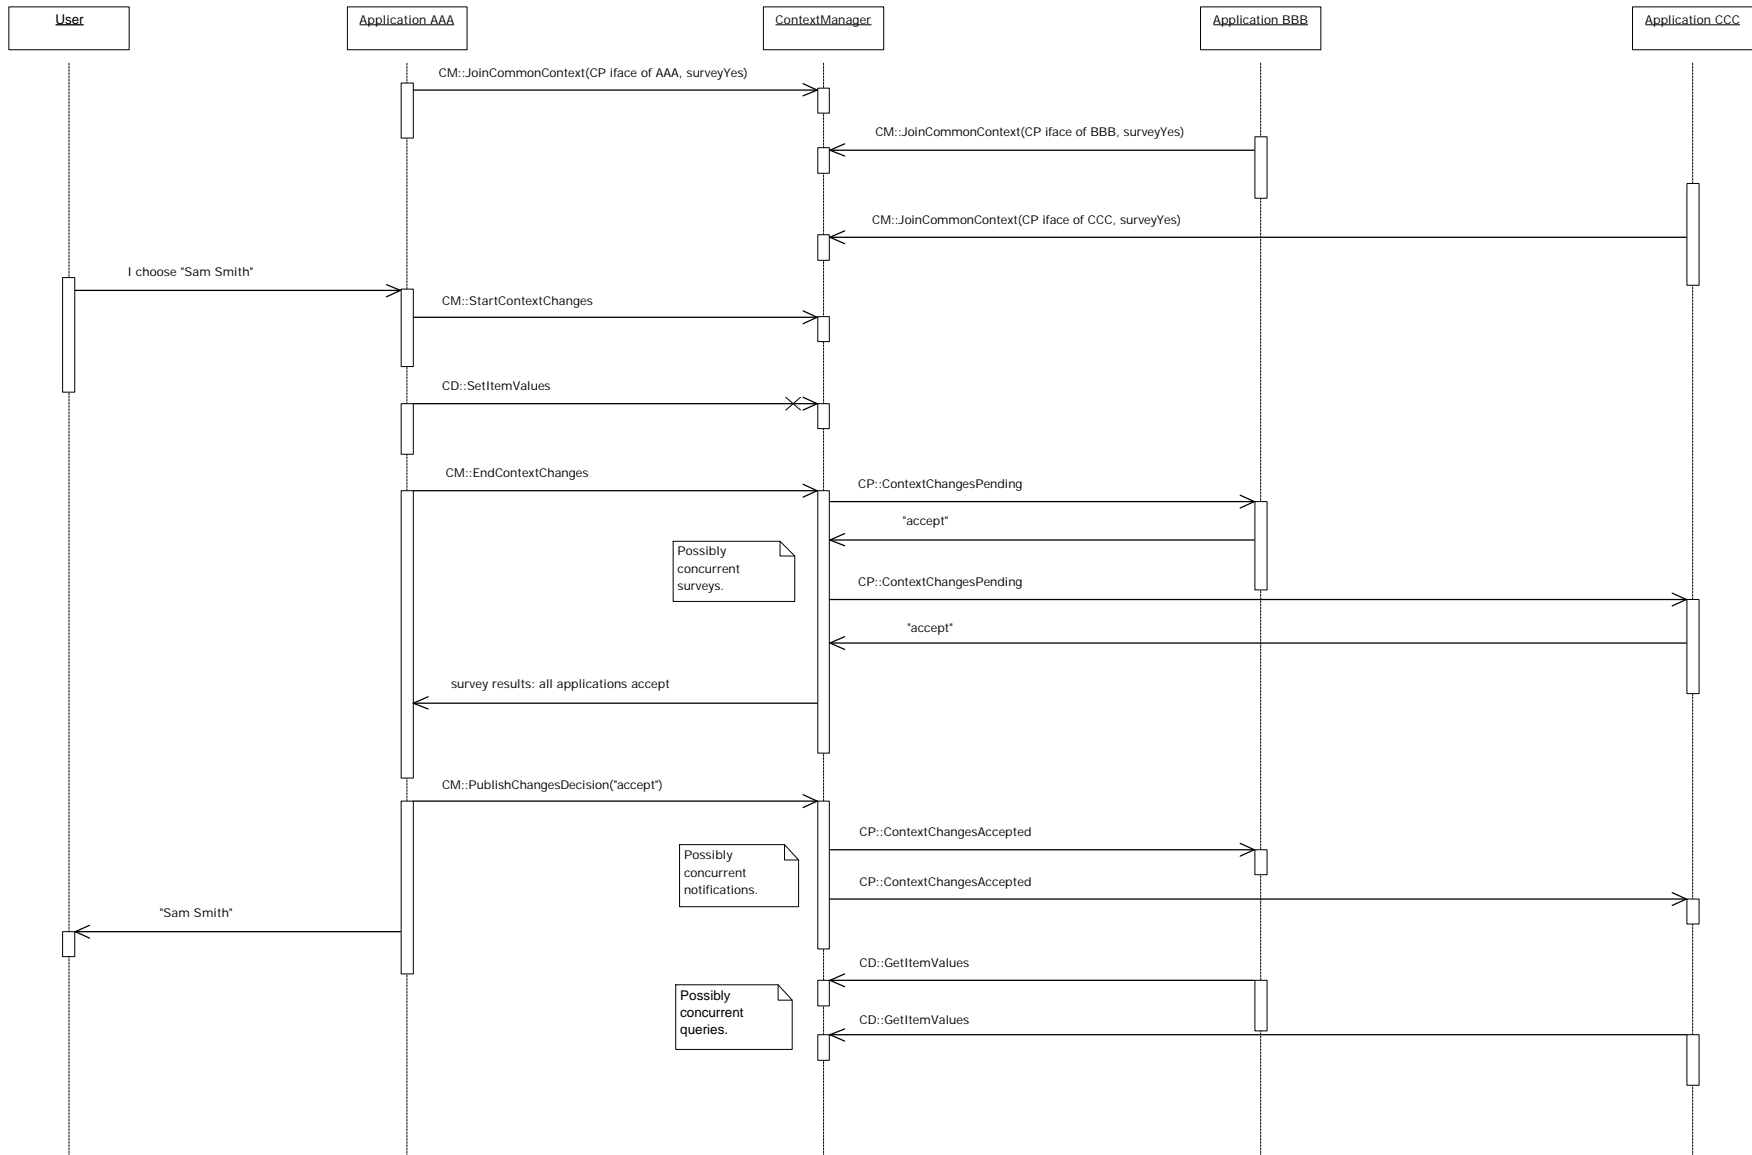 User
Application AAA
ContextManager
Application BBB
Application CCC
CM::JoinCommonContext(CP iface of AAA, surveyYes)
CM::JoinCommonContext(CP iface of BBB, surveyYes)
CM::JoinCommonContext(CP iface of CCC, surveyYes)
I choose "Sam Smith"
CM::StartContextChanges
CD::SetItemValues
CM::EndContextChanges
CP::ContextChangesPending
"accept"
Possibly
concurrent
surveys.
CP::ContextChangesPending
"accept"
survey results: all applications accept
CM::PublishChangesDecision("accept")
CP::ContextChangesAccepted
Possibly
concurrent
notifications.
CP::ContextChangesAccepted
"Sam Smith"
CD::GetItemValues
Possibly
concurrent
queries.
CD::GetItemValues